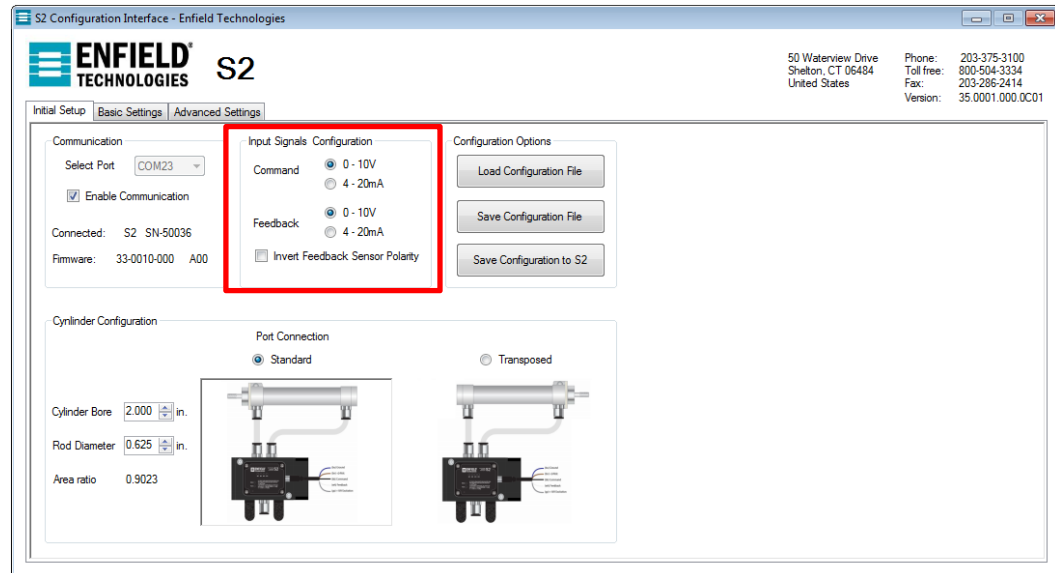 S2 Configuration Interface - Enfield Technologies
ENFIELD®
TECHNOLOGIES
S2
50 Waterview Drive
Shelton, CT 06484
United States
Phone: 203-375-3100
Toll free: 800-504-3334
Fax: 203-286-2414
Version: 35.0001.000.0C01
Initial Setup Basic Settings Advanced Settings
Communication
Select Port COM23
Enable Communication
Connected: S2 SN-50036
Firmware: 33-0010-000 A00
Input Signals Configuration
Command 0 - 10V
4 - 20mA
Feedback 0 - 10V
4 - 20mA
Invert Feedback Sensor Polarity
Configuration Options
Load Configuration File
Save Configuration File
Save Configuration to S2
Cynlinder Configuration
Port Connection
Standard
Transposed
Cylinder Bore 2.000 in.
Rod Diameter 0.625 in.
Area ratio 0.9023